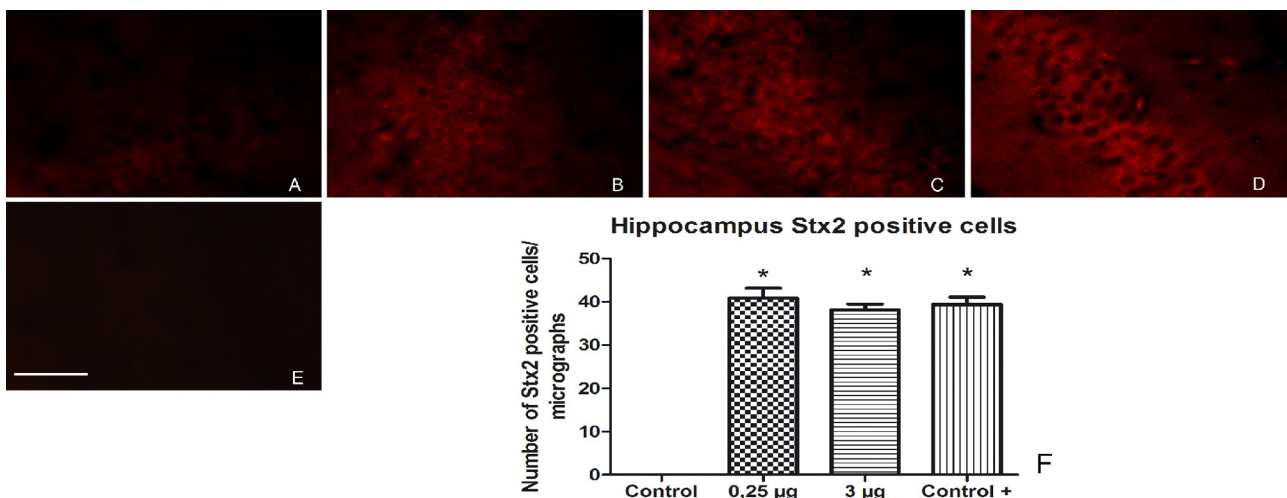 A
B
C
D
E
Hippocampus Stx2 positive cells
Number of Stx2 positive cells/
micrographs
50
40
30
20
10
0
*
*
*
Control
0,25 µg
3 µg
Control +
F